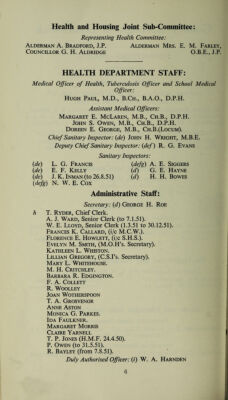 Health and Housing Joint Sub-Committee:
Representing Health Committee:
ALDERMAN A. BRADFORD, J.P. ALDERMAN MRS. E. M. FARLEY,
COUNCILLOR G. H. ALDRIDGE O.B.E., J.P.
HEALTH DEPARTMENT STAFF:
Medical Officer of Health, Tuberculosis Officer and School Medical
Officer:
HUGH PAUL, M.D., B.CH., B.A.O., D.P.H.
Assistant Medical Officers:
MARGARET E. MCLAREN, M.B., CH.B., D.P.H.
JOHN S. OWEN, M.B., CH.B., D.P.H.
DOREEN E. GEORGE, M.B., CH.B.(LOCUM).
Chief Sanitary Inspector: (de) JOHN H. WRIGHT, M.B.E.
Deputy Chief Sanitary Inspector: (def) R. G. EVANS
Sanitary Inspectors:
(de) L. G. FRANCIS (defg) A. E. SIGGERS
(de) E. F. KELLY (d) G. E. HAYNE
(de) J. K. INMAN (to 26.8.51) (d) H. H. BOWES
(defg) N. W. E. COX
Administrative Staff:
Secretary: (d) GEORGE H. ROE
h T. RYDER, Chief Clerk.
A. J. WARD, Senior Clerk (to 7.1.51).
W. E. LLOYD, Senior Clerk (1.3.51 to 30.12.51).
FRANCES K. CALLARD, (i/c M.C.W.).
FLORENCE E. HOWLETT, (i/c S.H.S.).
EVELYN M. SMITH, (M.O.H's. Secretary).
KATHLEEN L. WHISTON.
LILLIAN GREGORY, (C.S.I's. Secretary).
MARY L. WHITEHOUSE.
M. H. CRITCHLEY.
BARBARA R. EDGINGTON.
F. A. COLLETT
R. WOOLLEY
JOAN WOTHERSPOON
T. A. GROSVENOR
ANNE ASTON
MONICA G. PARKES.
IDA FAULKNER.
MARGARET MORRIS
CLAIRE YARNELL
T. P. JONES (H.M.F. 24.4.50).
P. OWEN (to 31.5.51).
R. BAYLEY (from 7.8.51).
Duly Authorised Officer: (i) W. A. HARNDEN
6